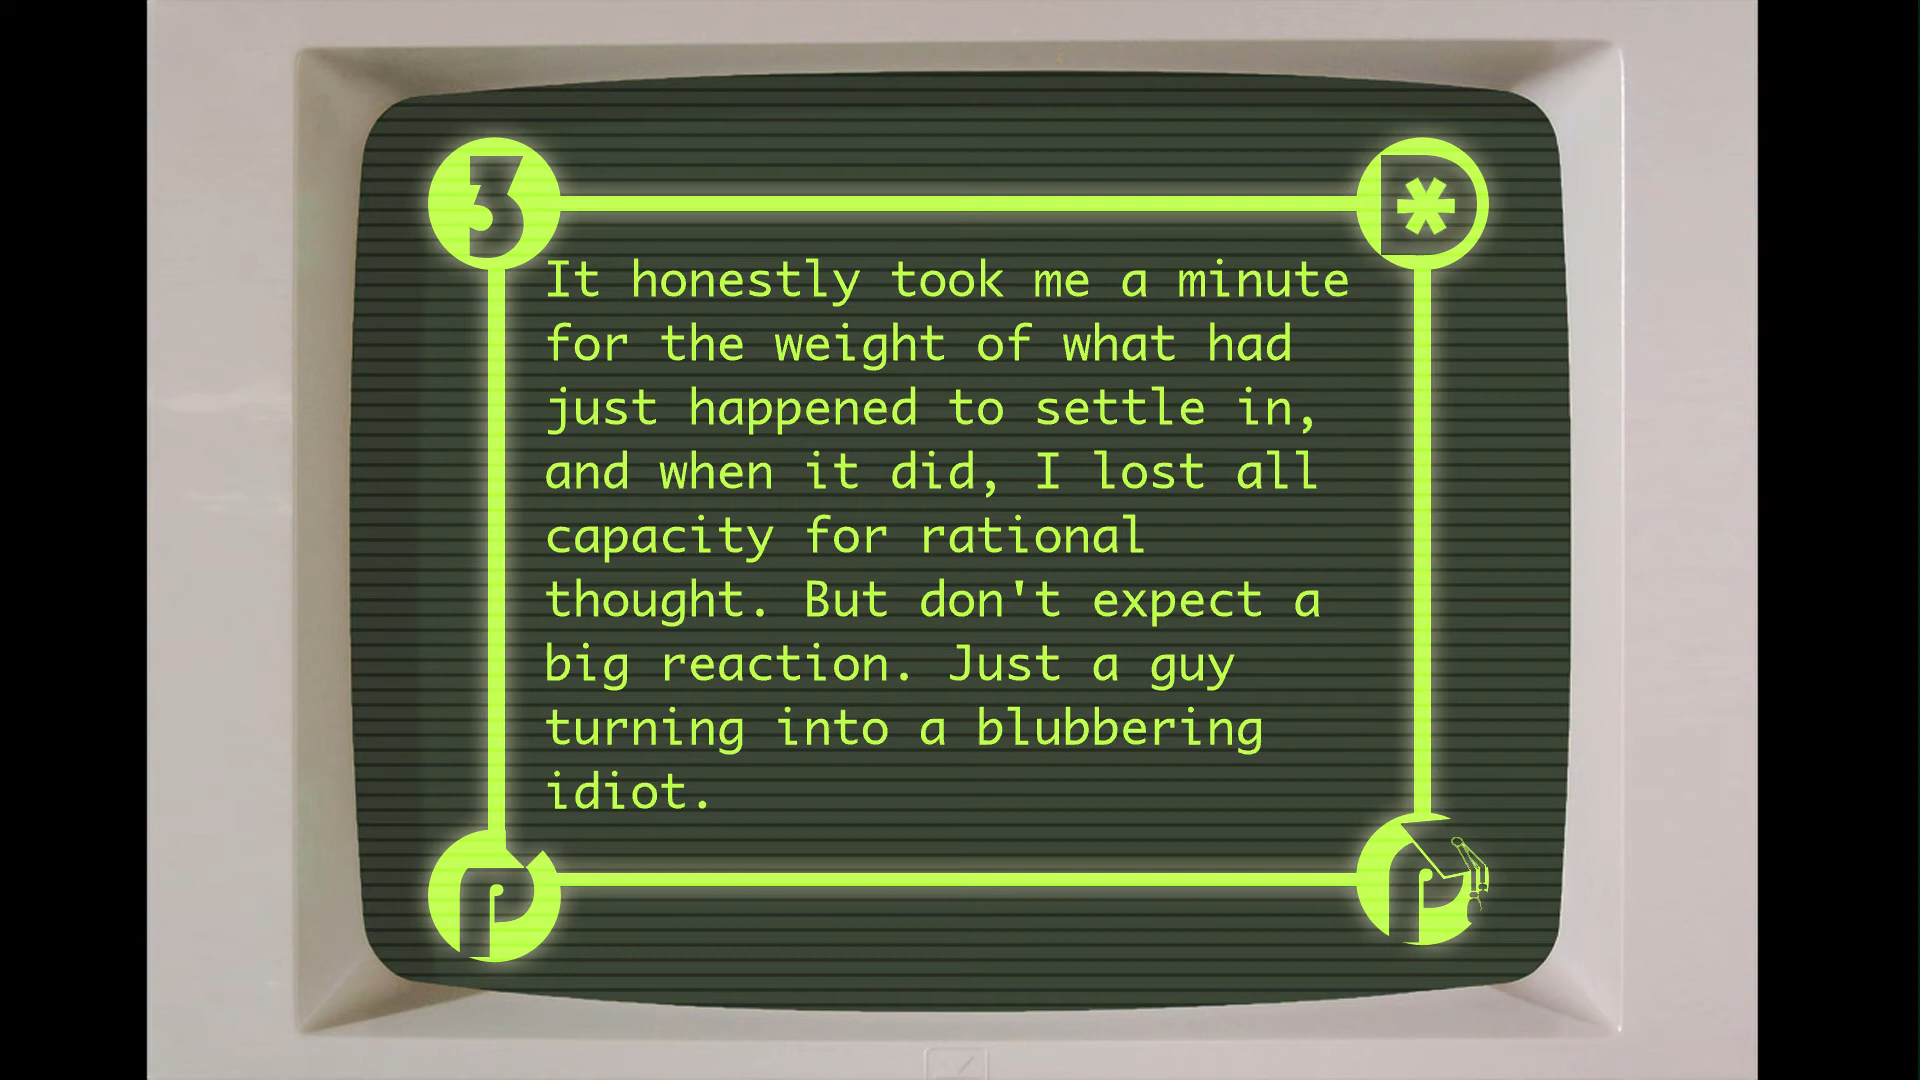 3
D*
It honestly took me a minute
for the weight of what had
just happened to settle in,
and when it did, I lost all
capacity for rational
thought. But don't expect a
big reaction. Just a guy
turning into a blubbering
idiot.